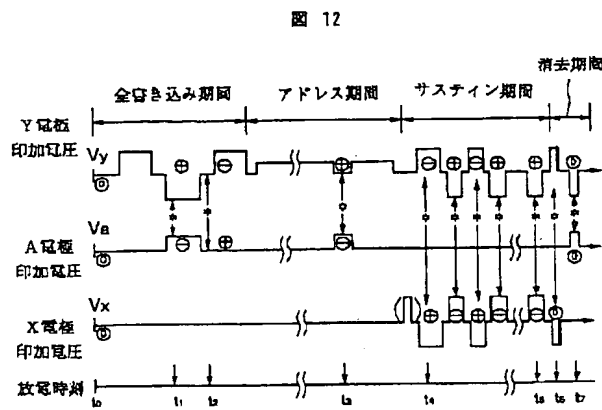 図 12
消去期間
全書き込み期間 アドレス期間 サスティン期間
Y電極
印加電圧
Vy
Va
A電極
印加電圧
Vx
X電極
印加電圧
放電時刻
t₀ t₁ t₂ t₃ t₄ t₅ t₆ t₇